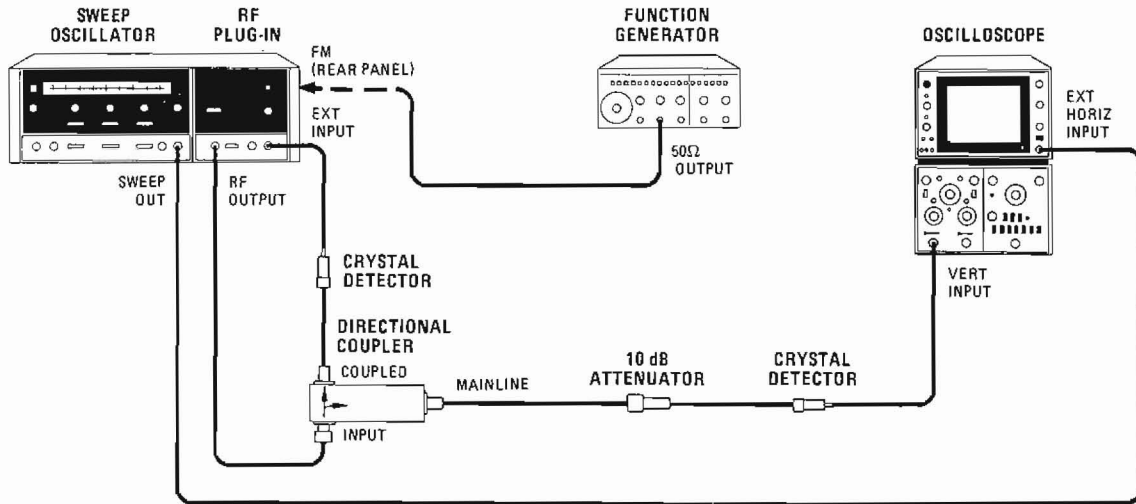 SWEEP
OSCILLATOR
RF
PLUG-IN
FUNCTION
GENERATOR
OSCILLOSCOPE
FM
(REAR PANEL)
EXT
INPUT
EXT
HORIZ
INPUT
50Ω
OUTPUT
SWEEP
OUT
RF
OUTPUT
VERT
INPUT
CRYSTAL
DETECTOR
DIRECTIONAL
COUPLER
COUPLED
MAINLINE
10 dB
ATTENUATOR
CRYSTAL
DETECTOR
INPUT